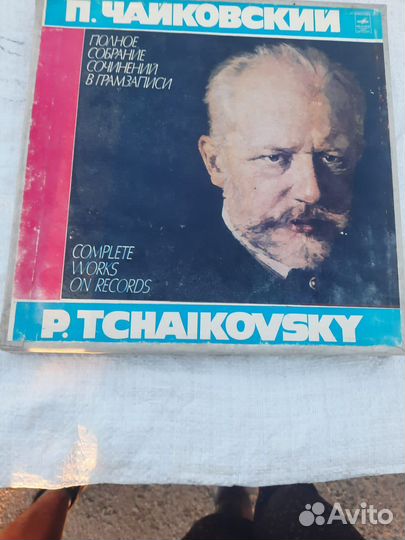 П. ЧАЙКОВСКИЙ
ПОЛНОЕ
СОБРАНИЕ
СОЧИНЕНИЙ
В ГРАМЗАПИСИ
COMPLETE
WORKS
ON RECORDS
P. TCHAIKOVSKY
Avito